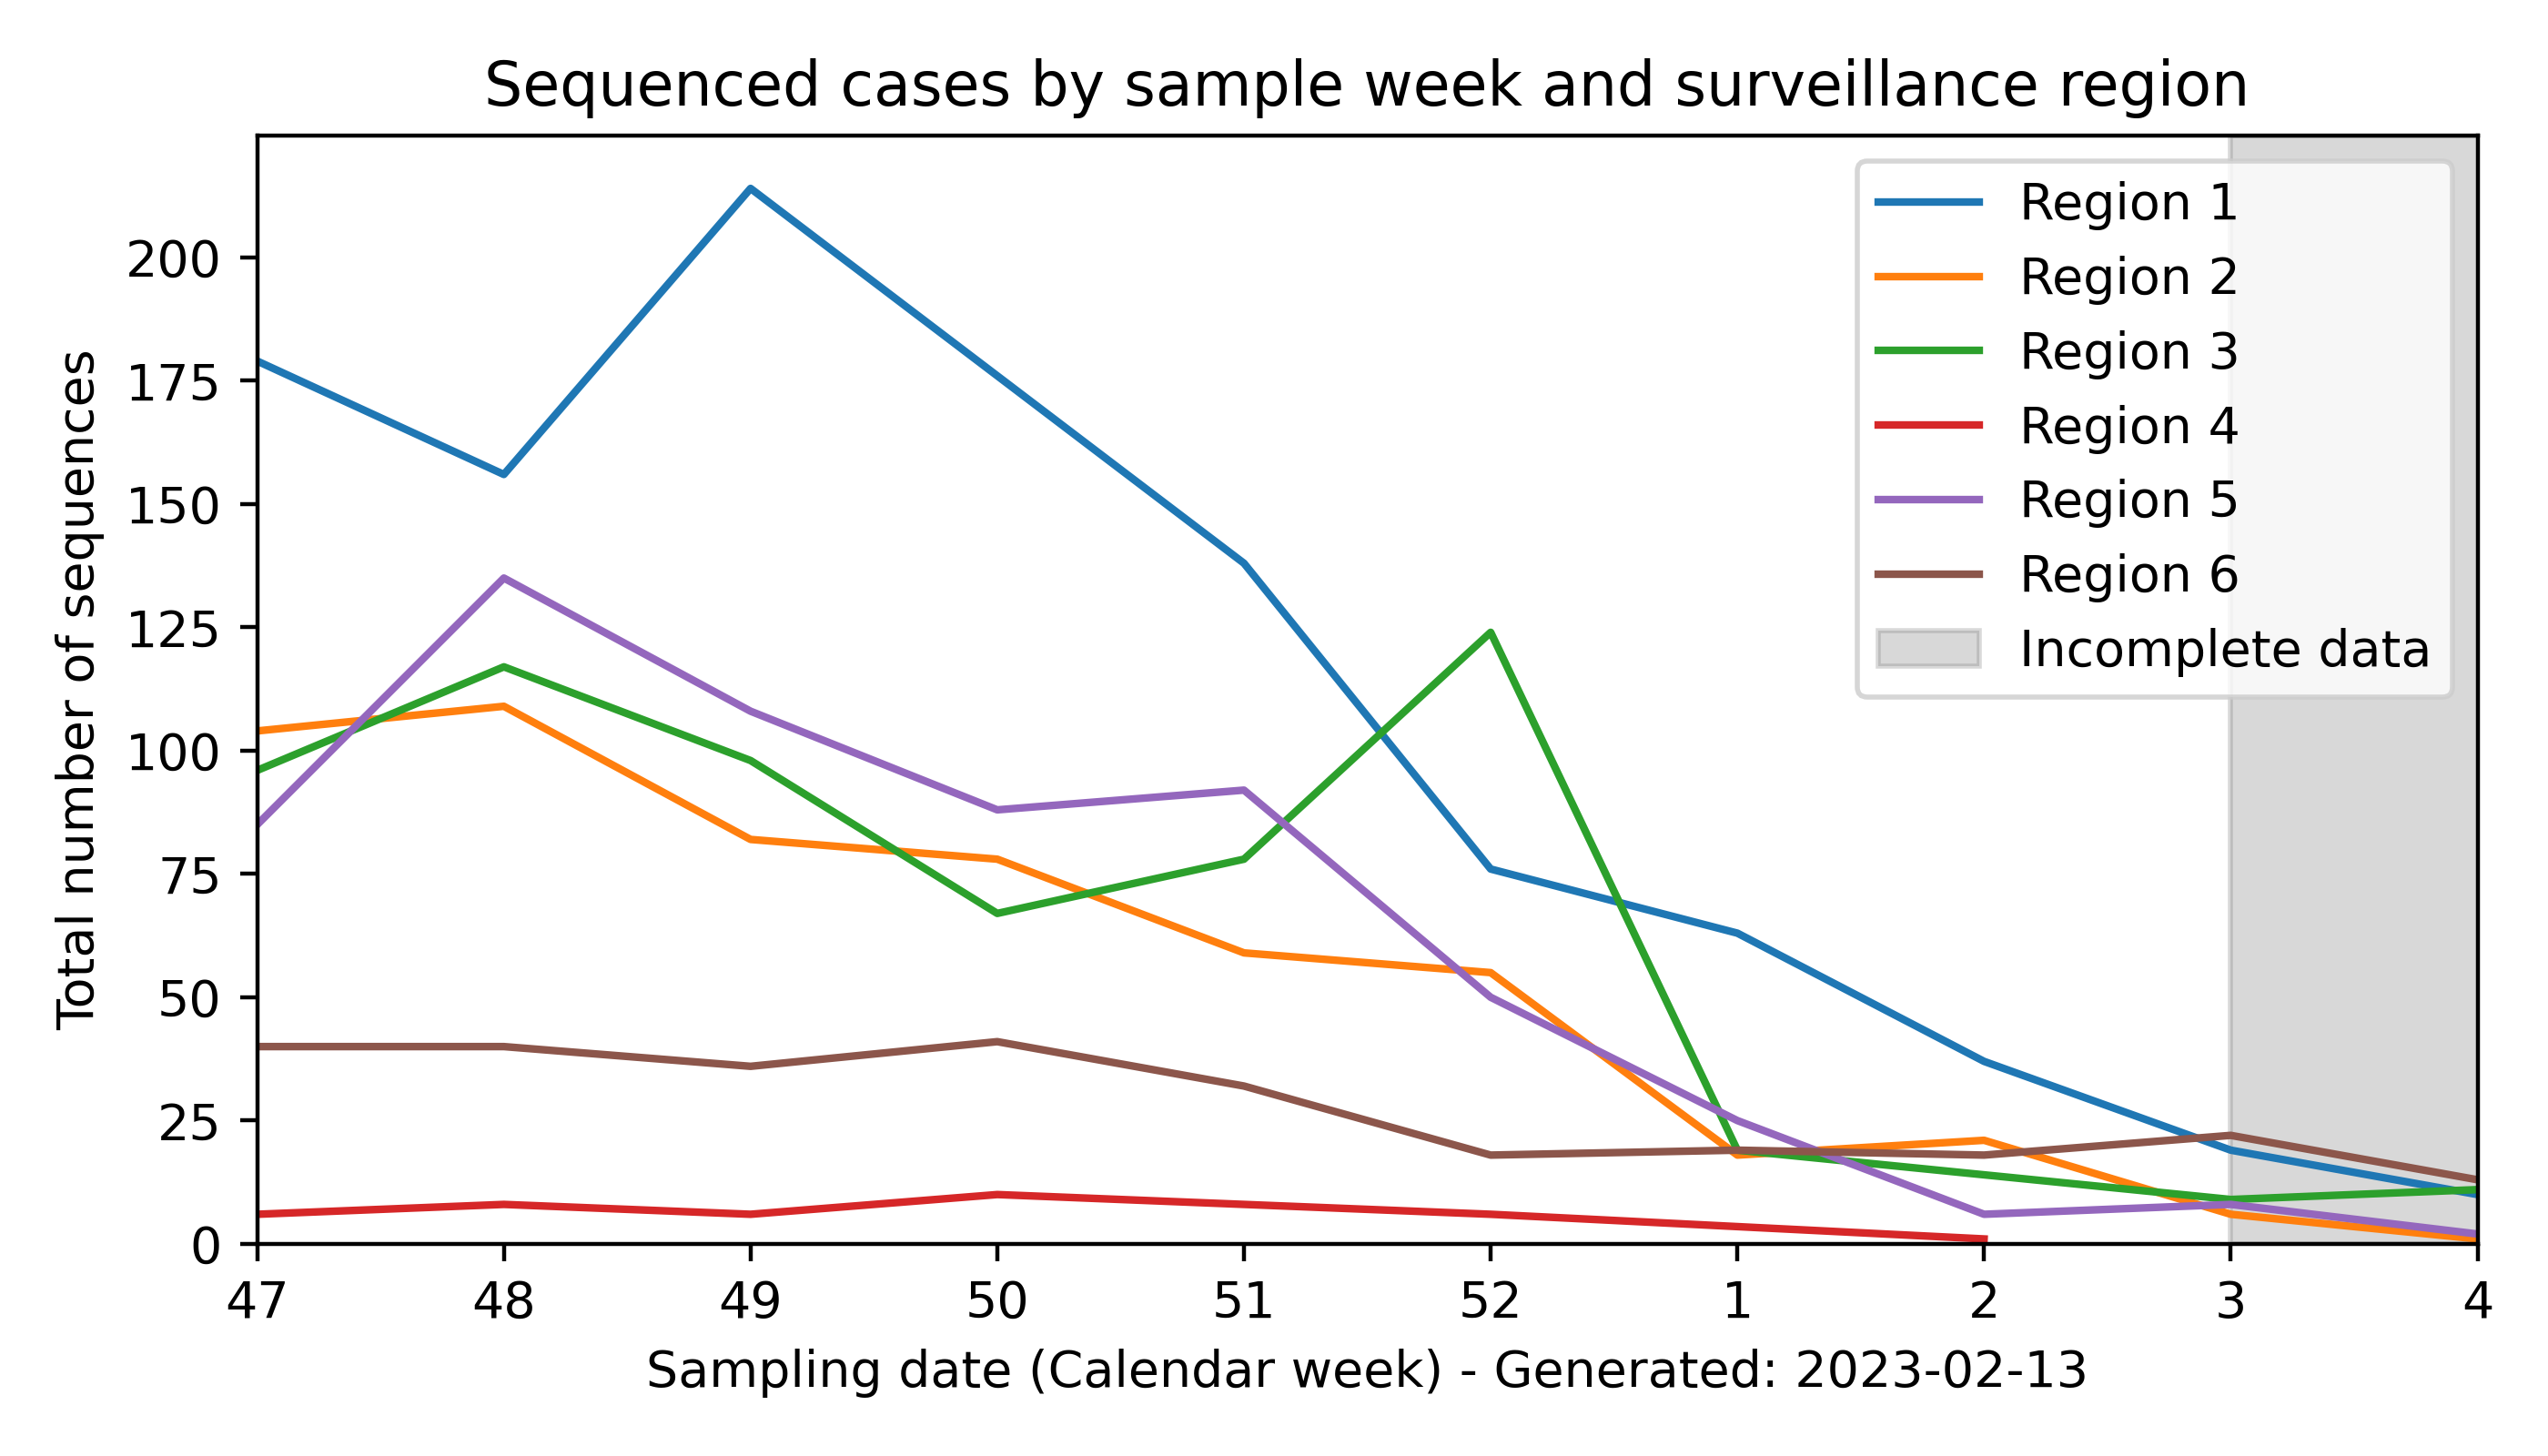 Sequenced cases by sample week and surveillance region
Region 1
Region 2
Region 3
Region 4
Region 5
Region 6
Incomplete data
Total number of sequences
200
175
150
125
100
75
50
25
0
47 48 49 50 51 52 1 2 3 4
Sampling date (Calendar week) - Generated: 2023-02-13